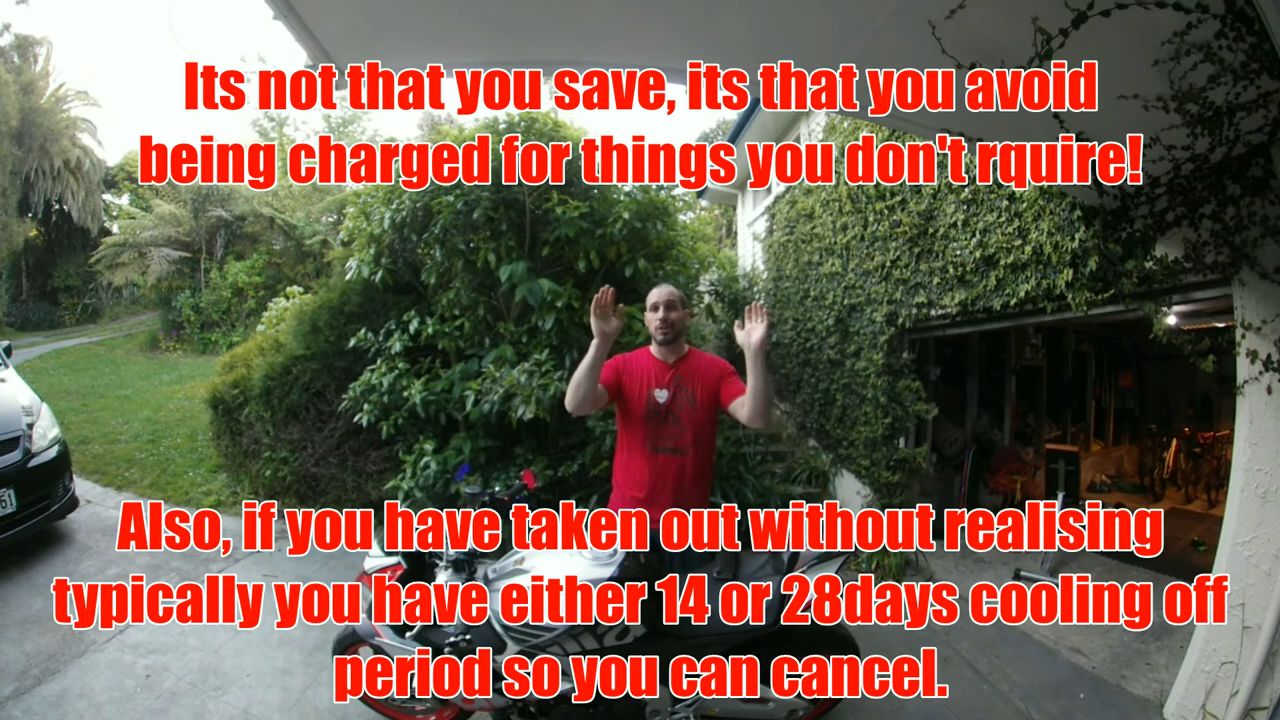 Its not that you save, its that you avoid
being charged for things you don't rquire!
Also, if you have taken out without realising
typically you have either 14 or 28days cooling off
period so you can cancel.
61